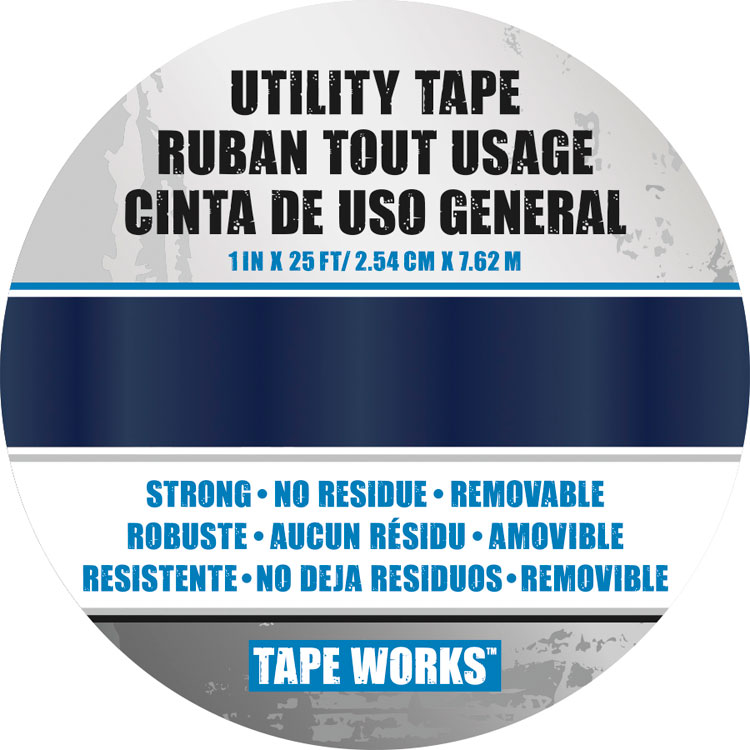 UTILITY TAPE
RUBAN TOUT USAGE
CINTA DE USO GENERAL
1 IN X 25 FT/ 2.54 CM X 7.62 M
STRONG • NO RESIDUE • REMOVABLE
ROBUSTE • AUCUN RÉSIDU • AMOVIBLE
RESISTENTE • NO DEJA RESIDUOS • REMOVIBLE
TAPE WORKS™